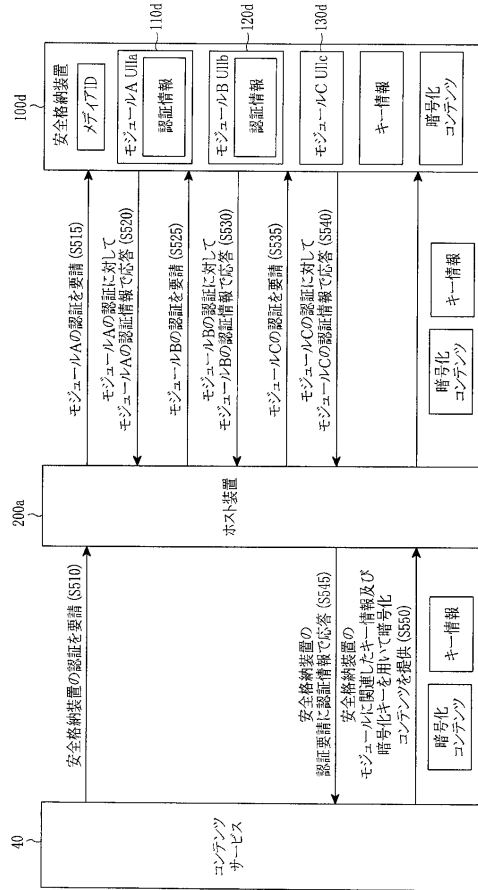 40
コンテンツ
サービス
安全格納装置の認証を要請 (S510)
安全格納装置の
認証要請に認証情報で応答 (S545)
安全格納装置の
モジュールに関連したキー情報及び
暗号化キーを用いて暗号化
コンテンツを提供 (S550)
暗号化
コンテンツ
キー情報
200a
ホスト装置
モジュールAの認証を要請 (S515)
モジュールAの認証に対して
モジュールAの認証情報で応答 (S520)
モジュールBの認証を要請 (S525)
モジュールBの認証に対して
モジュールBの認証情報で応答 (S530)
モジュールCの認証を要請 (S535)
モジュールCの認証に対して
モジュールCの認証情報で応答 (S540)
暗号化
コンテンツ
キー情報
100d
安全格納装置
メディアID
110d
モジュールA UIIa
認証情報
120d
モジュールB UIIb
認証情報
130d
モジュールC UIIc
キー情報
暗号化
コンテンツ